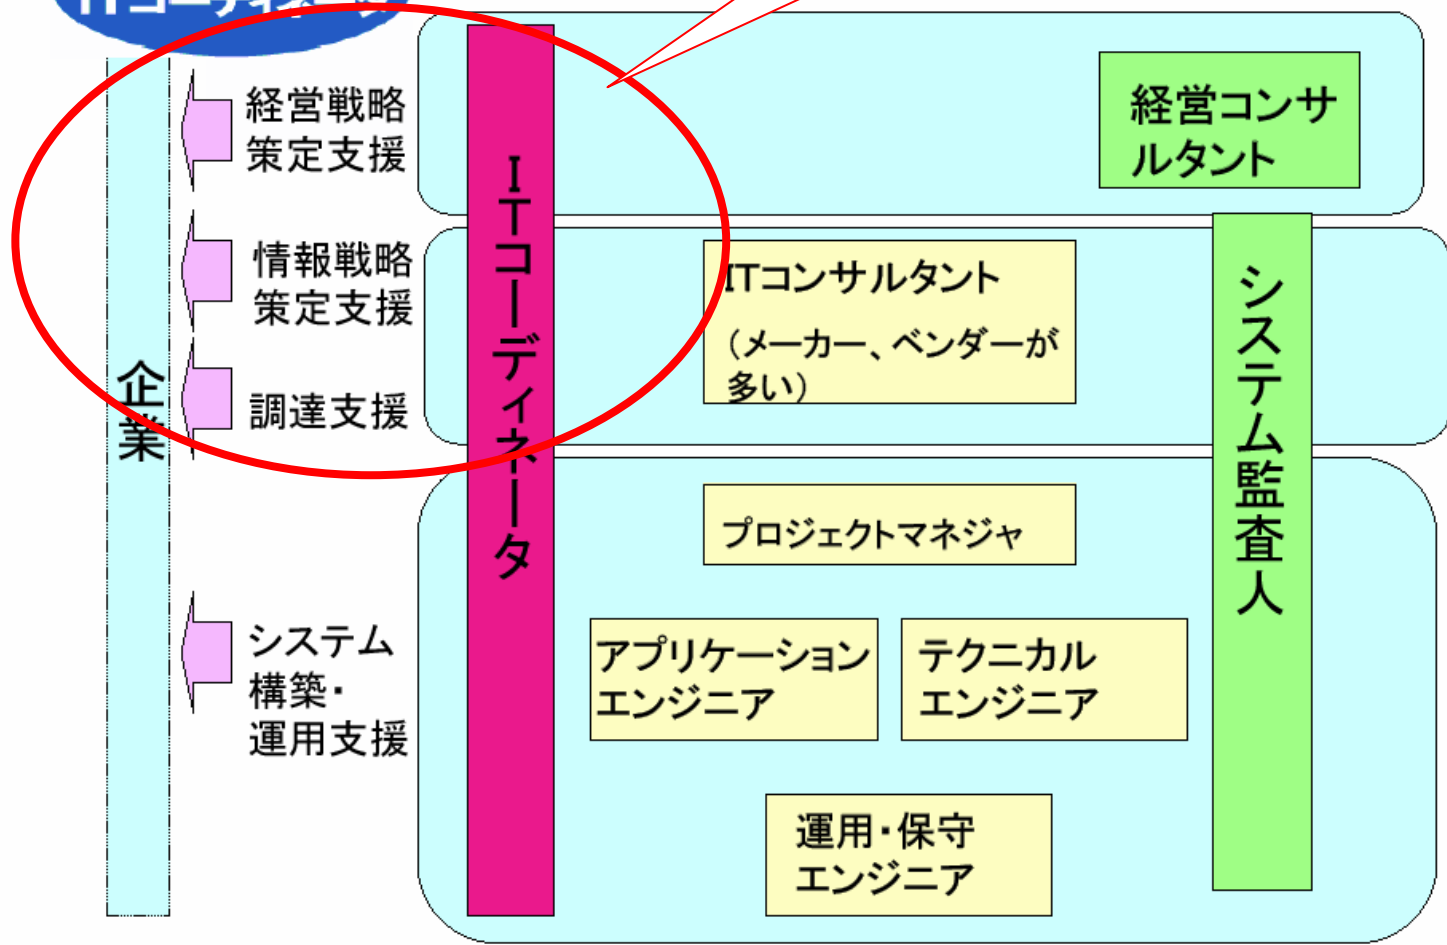 経営戦略
策定支援
情報戦略
策定支援
調達支援
システム
構築・
運用支援
企業
ITコーディネータ
経営コンサ
ルタント
ITコンサルタント
(メーカー、ベンダーが
多い)
システム監査人
プロジェクトマネジャ
アプリケーション
エンジニア
テクニカル
エンジニア
運用・保守
エンジニア